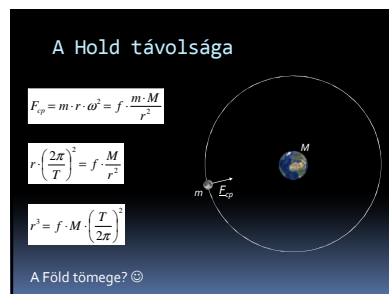 A Hold távolsága
F_cp = m · r · ω² = f · (m · M) / r²
r · (2π / T)² = f · M / r²
r³ = f · M · (T / 2π)²
M
m
F_cp
A Föld tömege? ☺